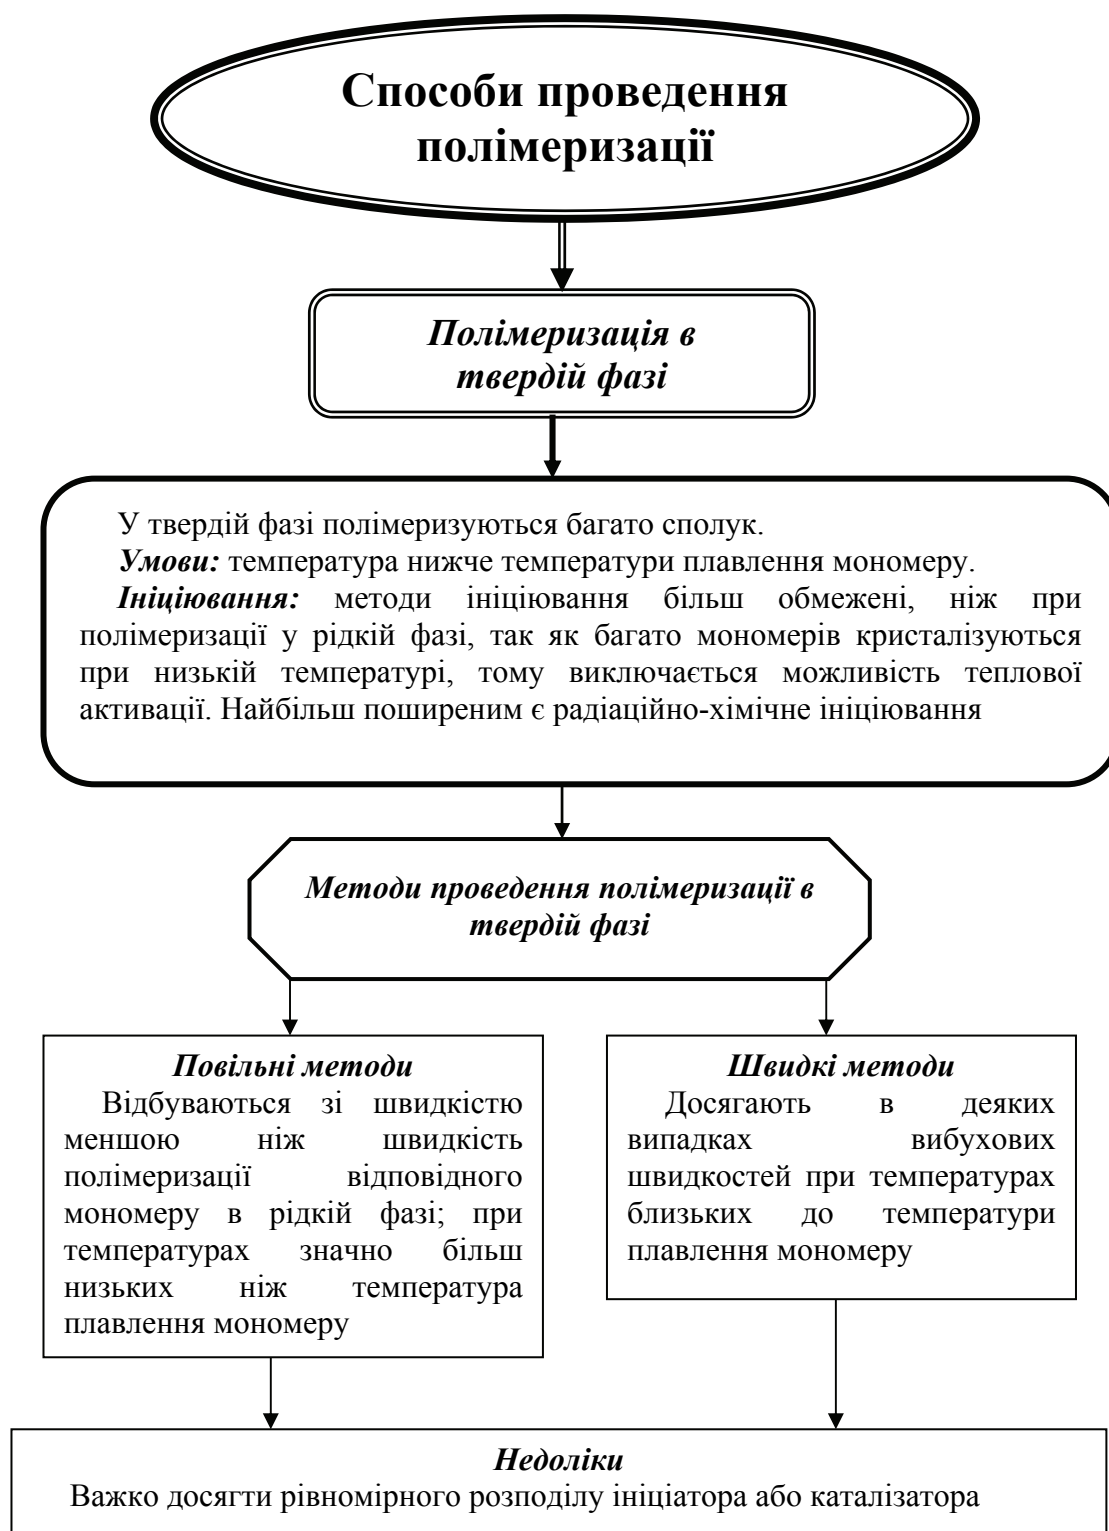 Способи проведення
полімеризації
Полімеризація в
твердій фазі
У твердій фазі полімеризуються багато сполук.
Умови: температура нижче температури плавлення мономеру.
Ініціювання: методи ініціювання більш обмежені, ніж при
полімеризації у рідкій фазі, так як багато мономерів кристалізуються
при низькій температурі, тому виключається можливість теплової
активації. Найбільш поширеним є радіаційно-хімічне ініціювання
Методи проведення полімеризації в
твердій фазі
Повільні методи
Відбуваються зі швидкістю
меншою ніж швидкість
полімеризації відповідного
мономеру в рідкій фазі; при
температурах значно більш
низьких ніж температура
плавлення мономеру
Швидкі методи
Досягають в деяких
випадках вибухових
швидкостей при температурах
близьких до температури
плавлення мономеру
Недоліки
Важко досягти рівномірного розподілу ініціатора або каталізатора